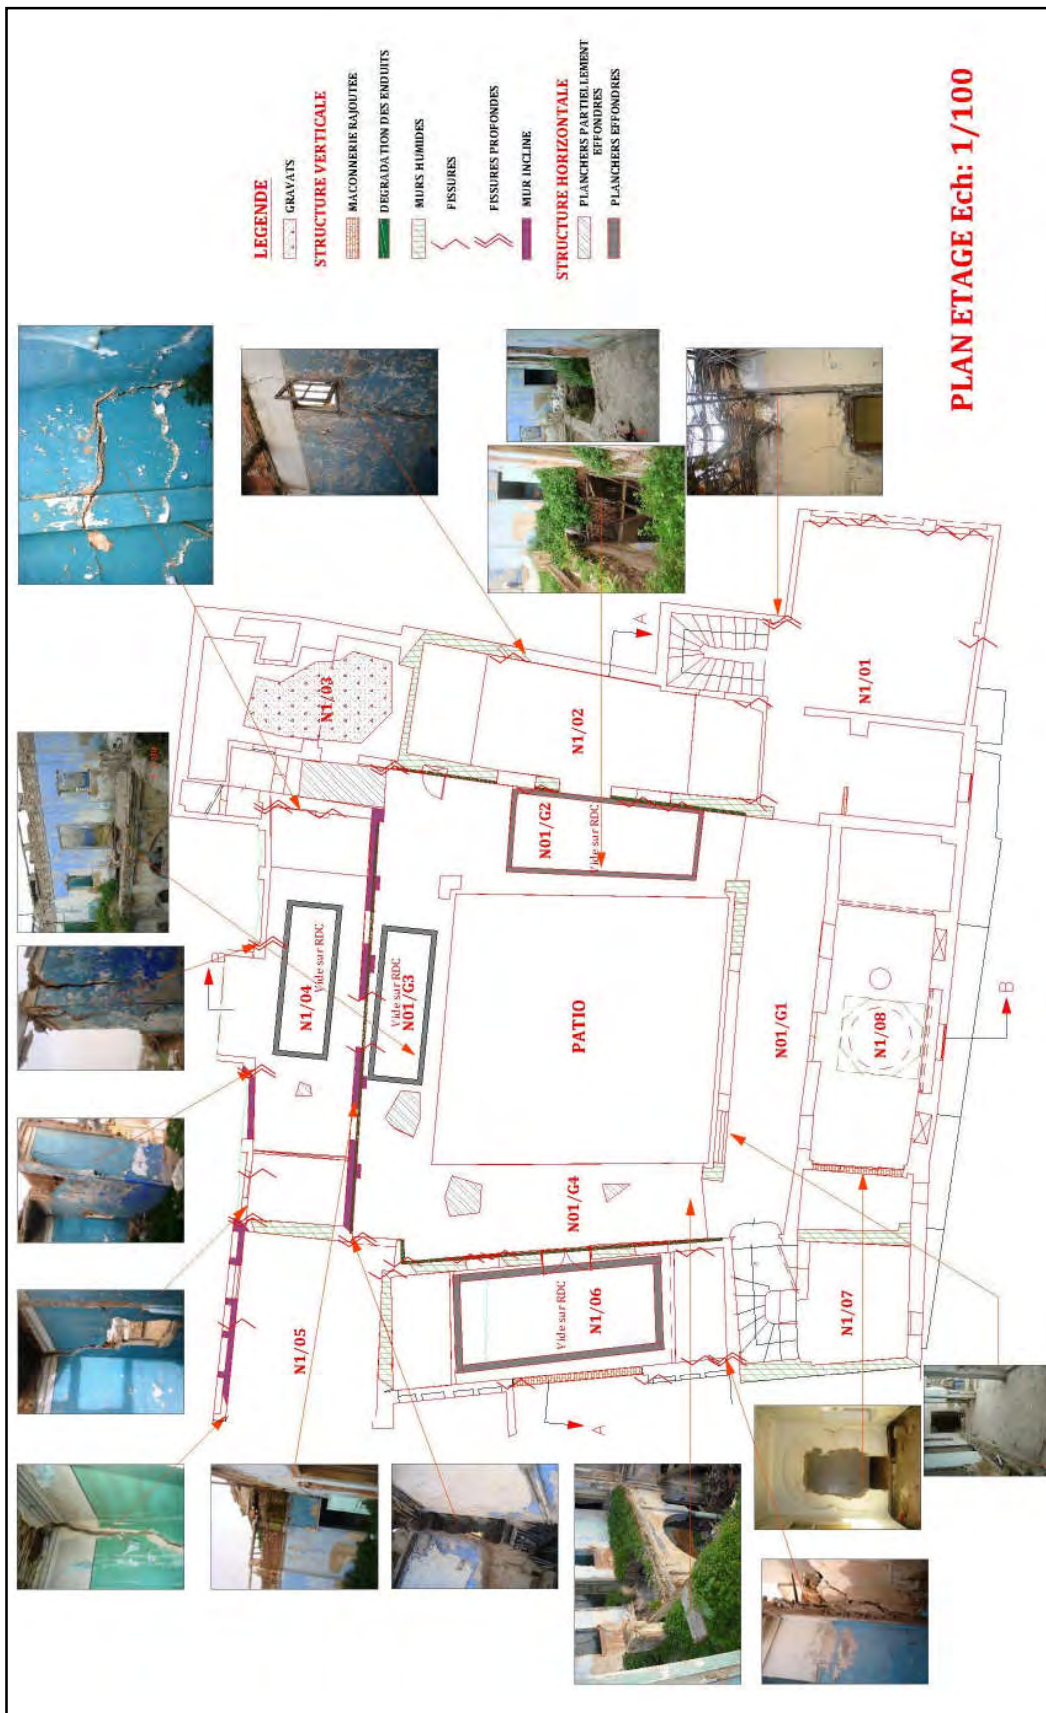 LEGENDE
GRAVATS
STRUCTURE VERTICALE
MACONNERIE RAJOUTEE
DEGRADATION DES ENDUITS
MURS HUMIDES
FISSURES
FISSURES PROFONDES
MUR INCLINE
STRUCTURE HORIZONTALE
PLANCHERS PARTIELLEMENT
EFFONDRES
PLANCHERS EFFONDRES
PLAN ETAGE Ech: 1/100
N1/03
N1/02
A
N1/01
N1/04
Vide sur RDC
Vide sur RDC
N01/G3
N01/G2
Vide sur RDC
PATIO
N01/G1
N1/08
B
N01/G4
N1/05
Vide sur RDC
N1/06
N1/07
A